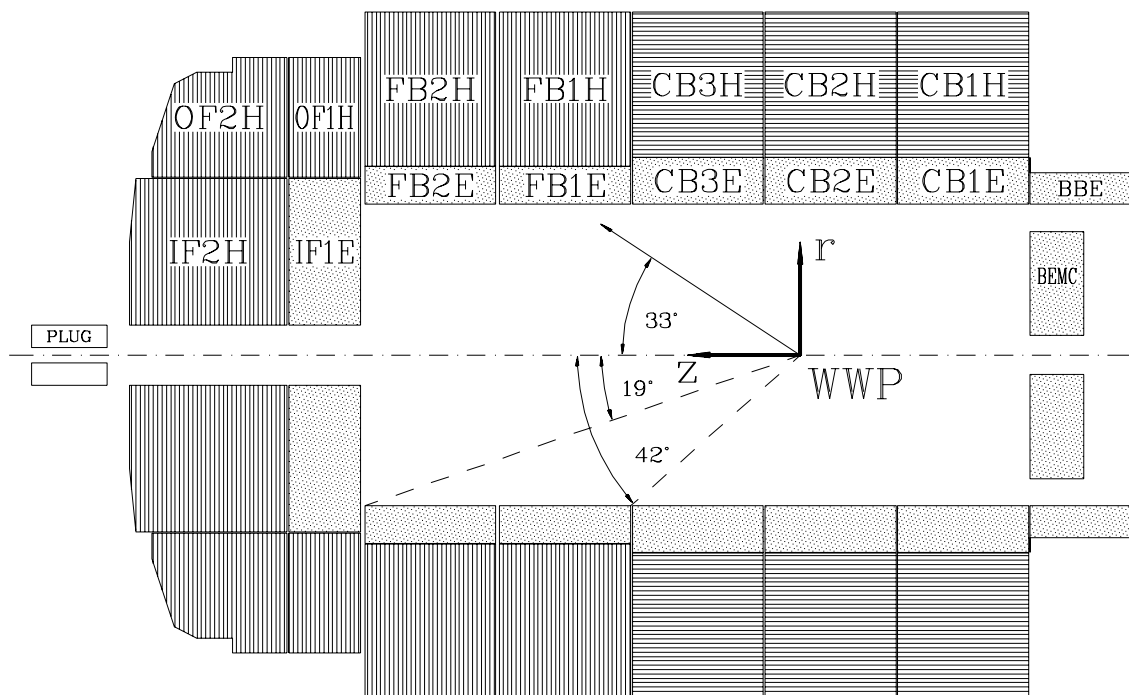 FB2H FB1H CB3H CB2H CB1H
OF2H OF1H
FB2E FB1E CB3E CB2E CB1E BBE
IF2H IF1E r BEMC
33°
PLUG
z WWP
19°
42°